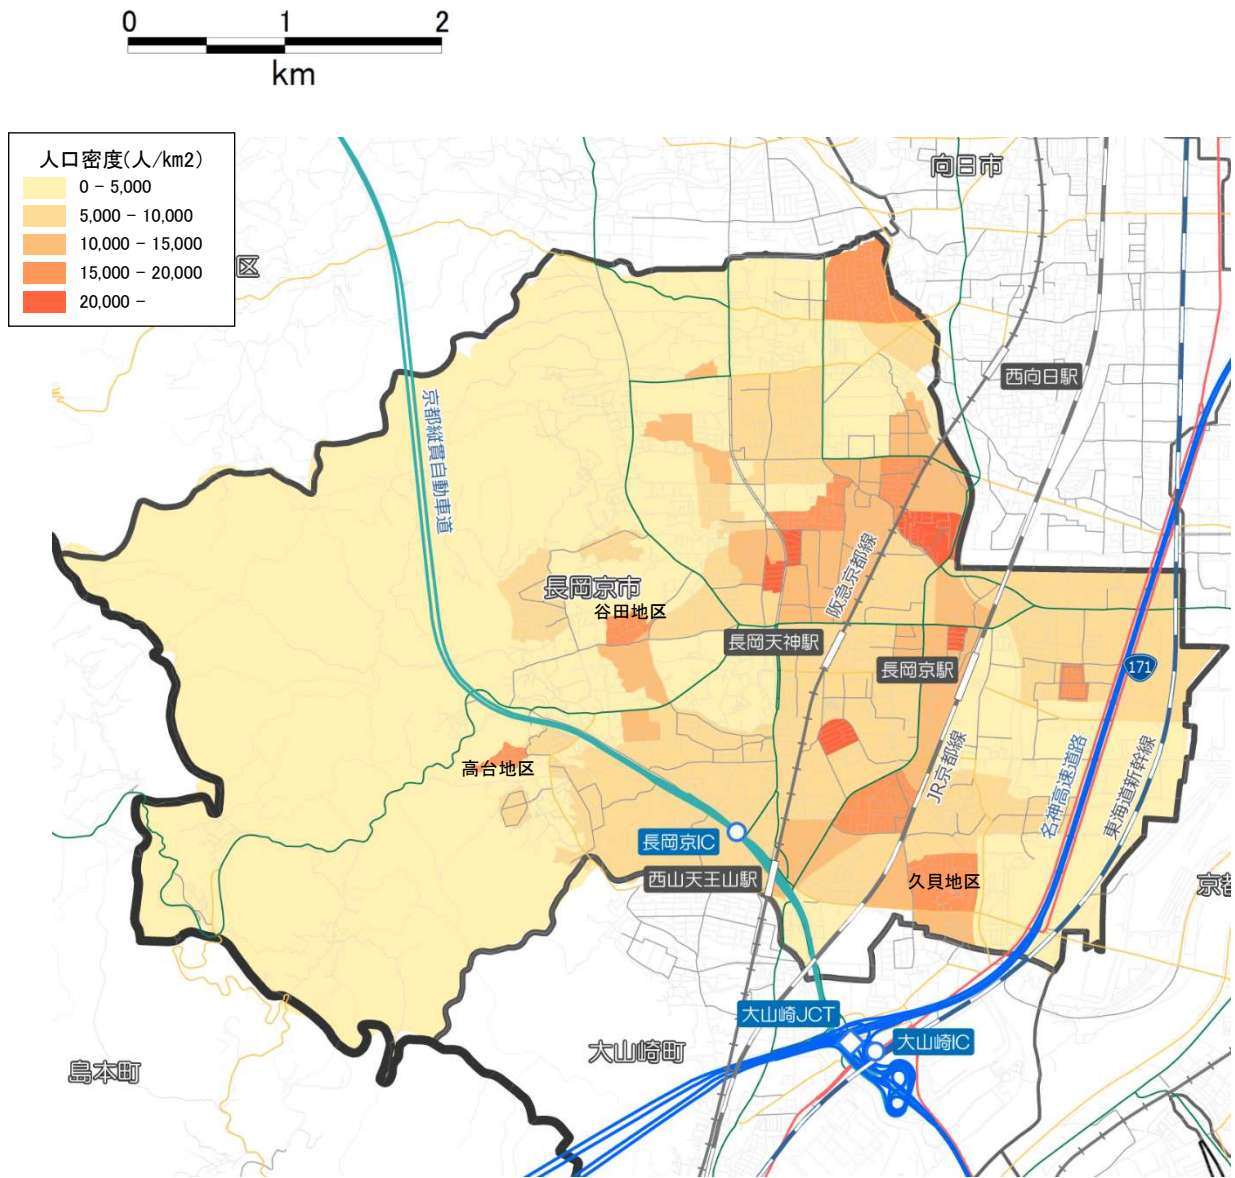 0 1 2
km
人口密度(人/km2)
0 - 5,000
5,000 - 10,000
10,000 - 15,000
15,000 - 20,000
20,000 -
区
向日市
西向日駅
京都縦貫自動車道
長岡京市
谷田地区
阪急京都線
長岡天神駅
長岡京駅
171
高台地区
JR京都線
名神高速道路
東海道新幹線
長岡京IC
西山天王山駅
久貝地区
京都
大山崎JCT
大山崎IC
大山崎町
島本町